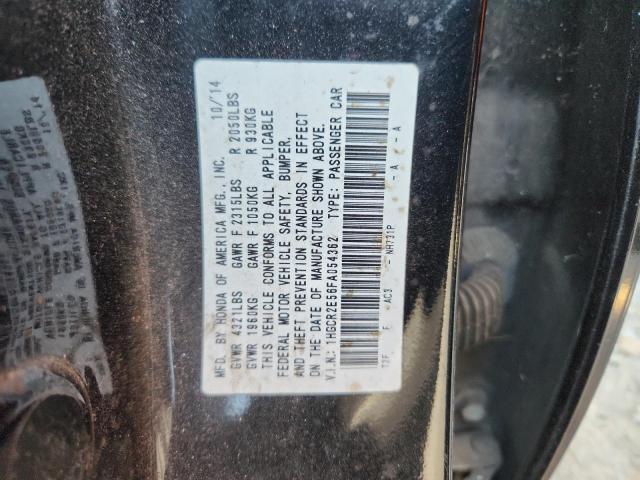 MFD. BY HONDA OF AMERICA MFG., INC. 10/14
GVWR 4321LBS GAWR F 2315LBS R 2050LBS
GVWR 1960KG GAWR F 1050KG R 930KG
THIS VEHICLE CONFORMS TO ALL APPLICABLE
FEDERAL MOTOR VEHICLE SAFETY, BUMPER,
AND THEFT PREVENTION STANDARDS IN EFFECT
ON THE DATE OF MANUFACTURE SHOWN ABOVE.
V.I.N.: 1HGCR2E56FA054362 TYPE: PASSENGER CAR
T2F F AC3 - NH731P - A - A